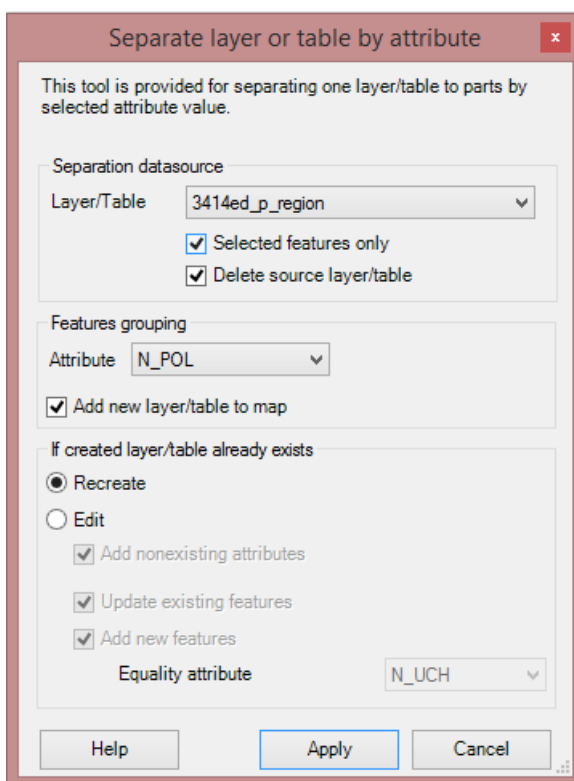 Separate layer or table by attribute
x
This tool is provided for separating one layer/table to parts by
selected attribute value.
Separation datasource
Layer/Table 3414ed_p_region
Selected features only
Delete source layer/table
Features grouping
Attribute N_POL
Add new layer/table to map
If created layer/table already exists
Recreate
Edit
Add nonexisting attributes
Update existing features
Add new features
Equality attribute N_UCH
Help Apply Cancel